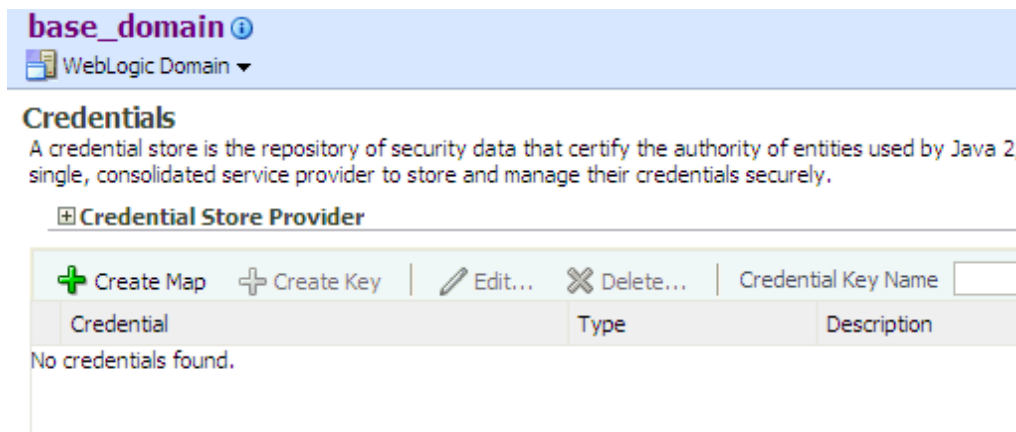 base_domain
WebLogic Domain
Credentials
A credential store is the repository of security data that certify the authority of entities used by Java 2,
single, consolidated service provider to store and manage their credentials securely.
Credential Store Provider
Create Map Create Key Edit... Delete... Credential Key Name
Credential Type Description
No credentials found.